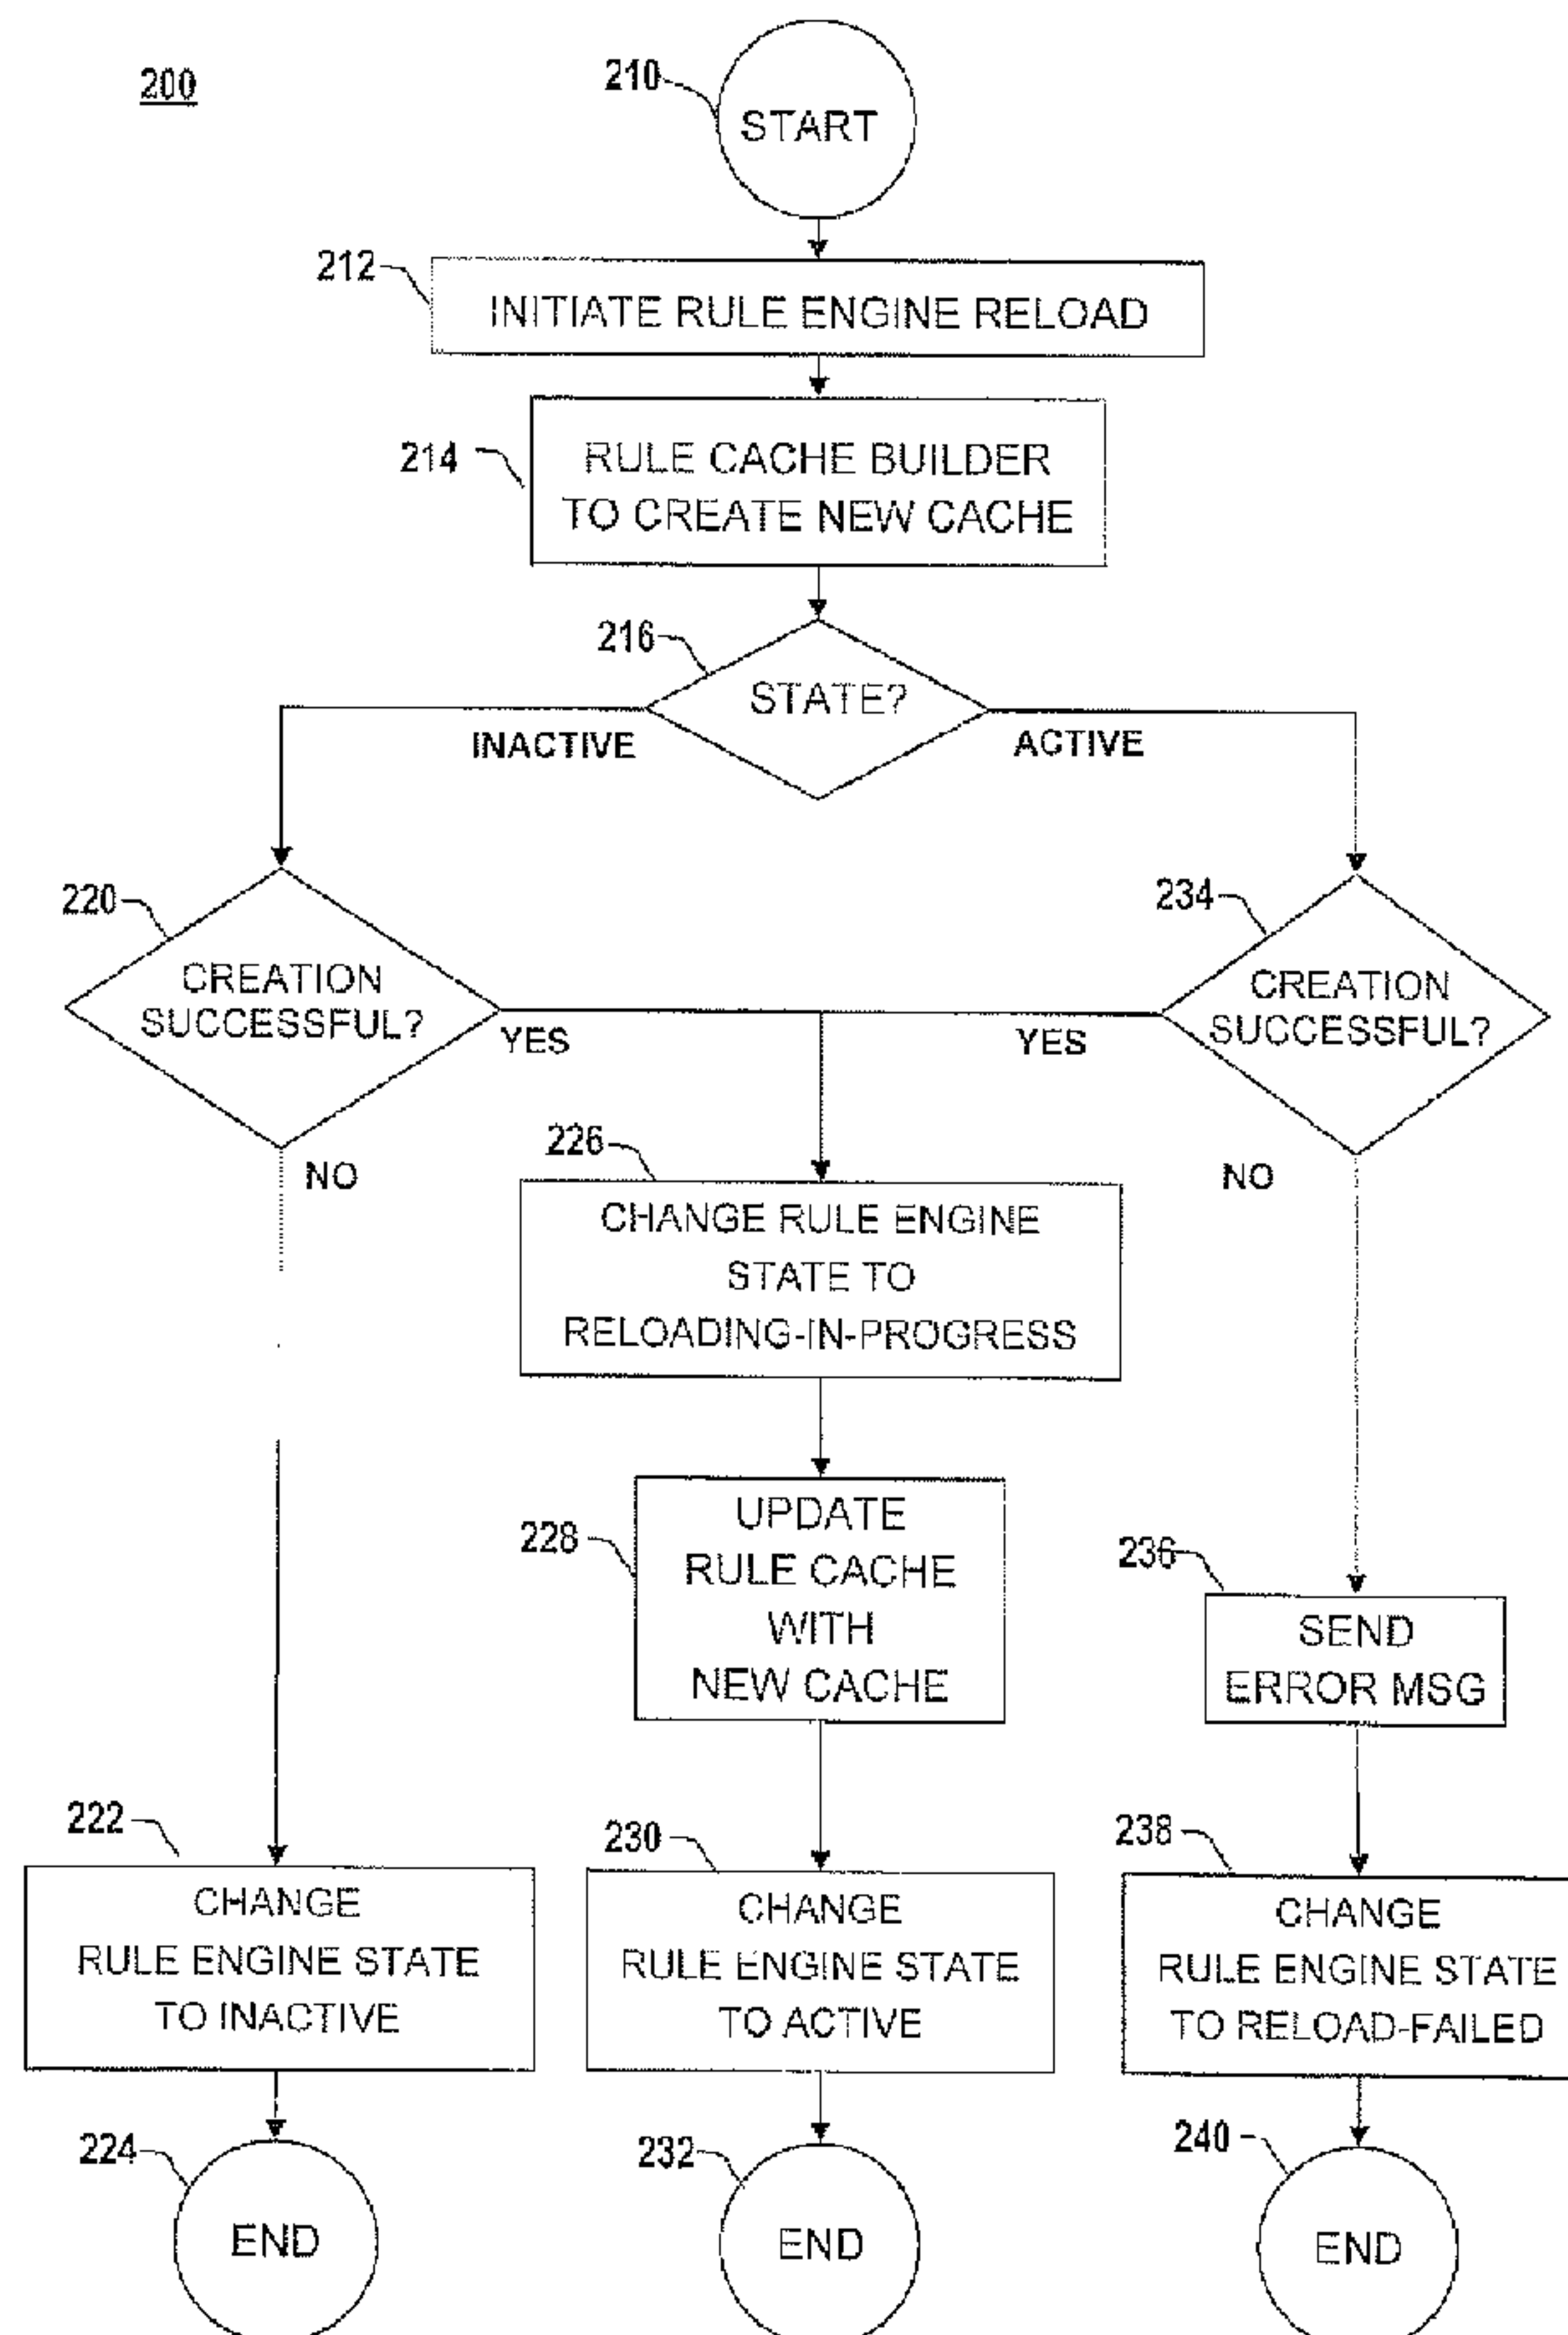 200
210
START
212
INITIATE RULE ENGINE RELOAD
214
RULE CACHE BUILDER
TO CREATE NEW CACHE
216
STATE?
INACTIVE
ACTIVE
220
CREATION
SUCCESSFUL?
YES
NO
234
CREATION
SUCCESSFUL?
YES
NO
226
CHANGE RULE ENGINE
STATE TO
RELOADING-IN-PROGRESS
228
UPDATE
RULE CACHE
WITH
NEW CACHE
236
SEND
ERROR MSG
222
CHANGE
RULE ENGINE STATE
TO INACTIVE
230
CHANGE
RULE ENGINE STATE
TO ACTIVE
238
CHANGE
RULE ENGINE STATE
TO RELOAD-FAILED
224
END
232
END
240
END